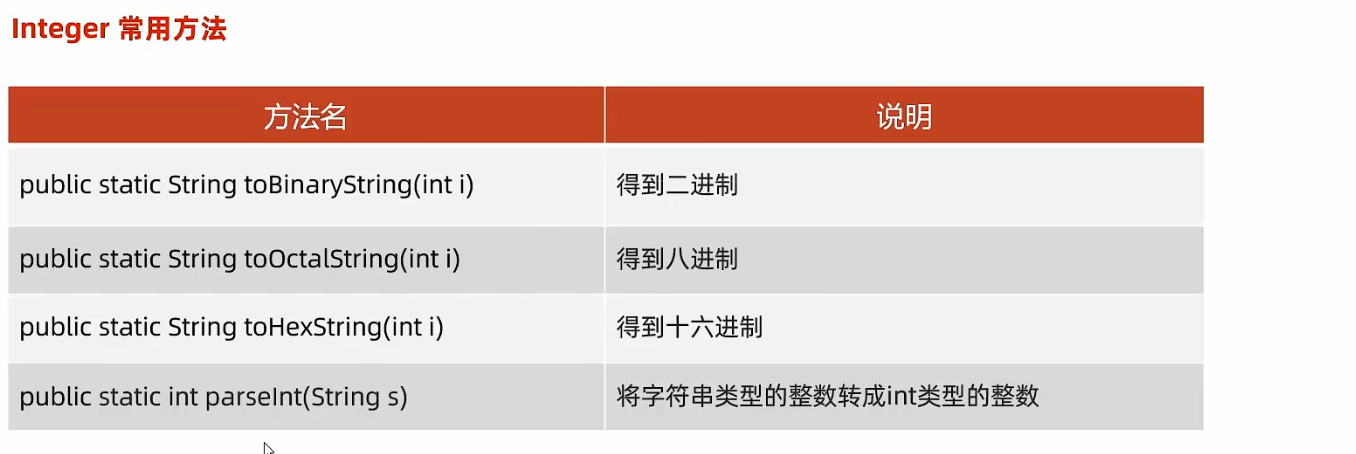 Integer 常用方法
方法名 说明
public static String toBinaryString(int i) 得到二进制
public static String toOctalString(int i) 得到八进制
public static String toHexString(int i) 得到十六进制
public static int parseInt(String s) 将字符串类型的整数转成int类型的整数